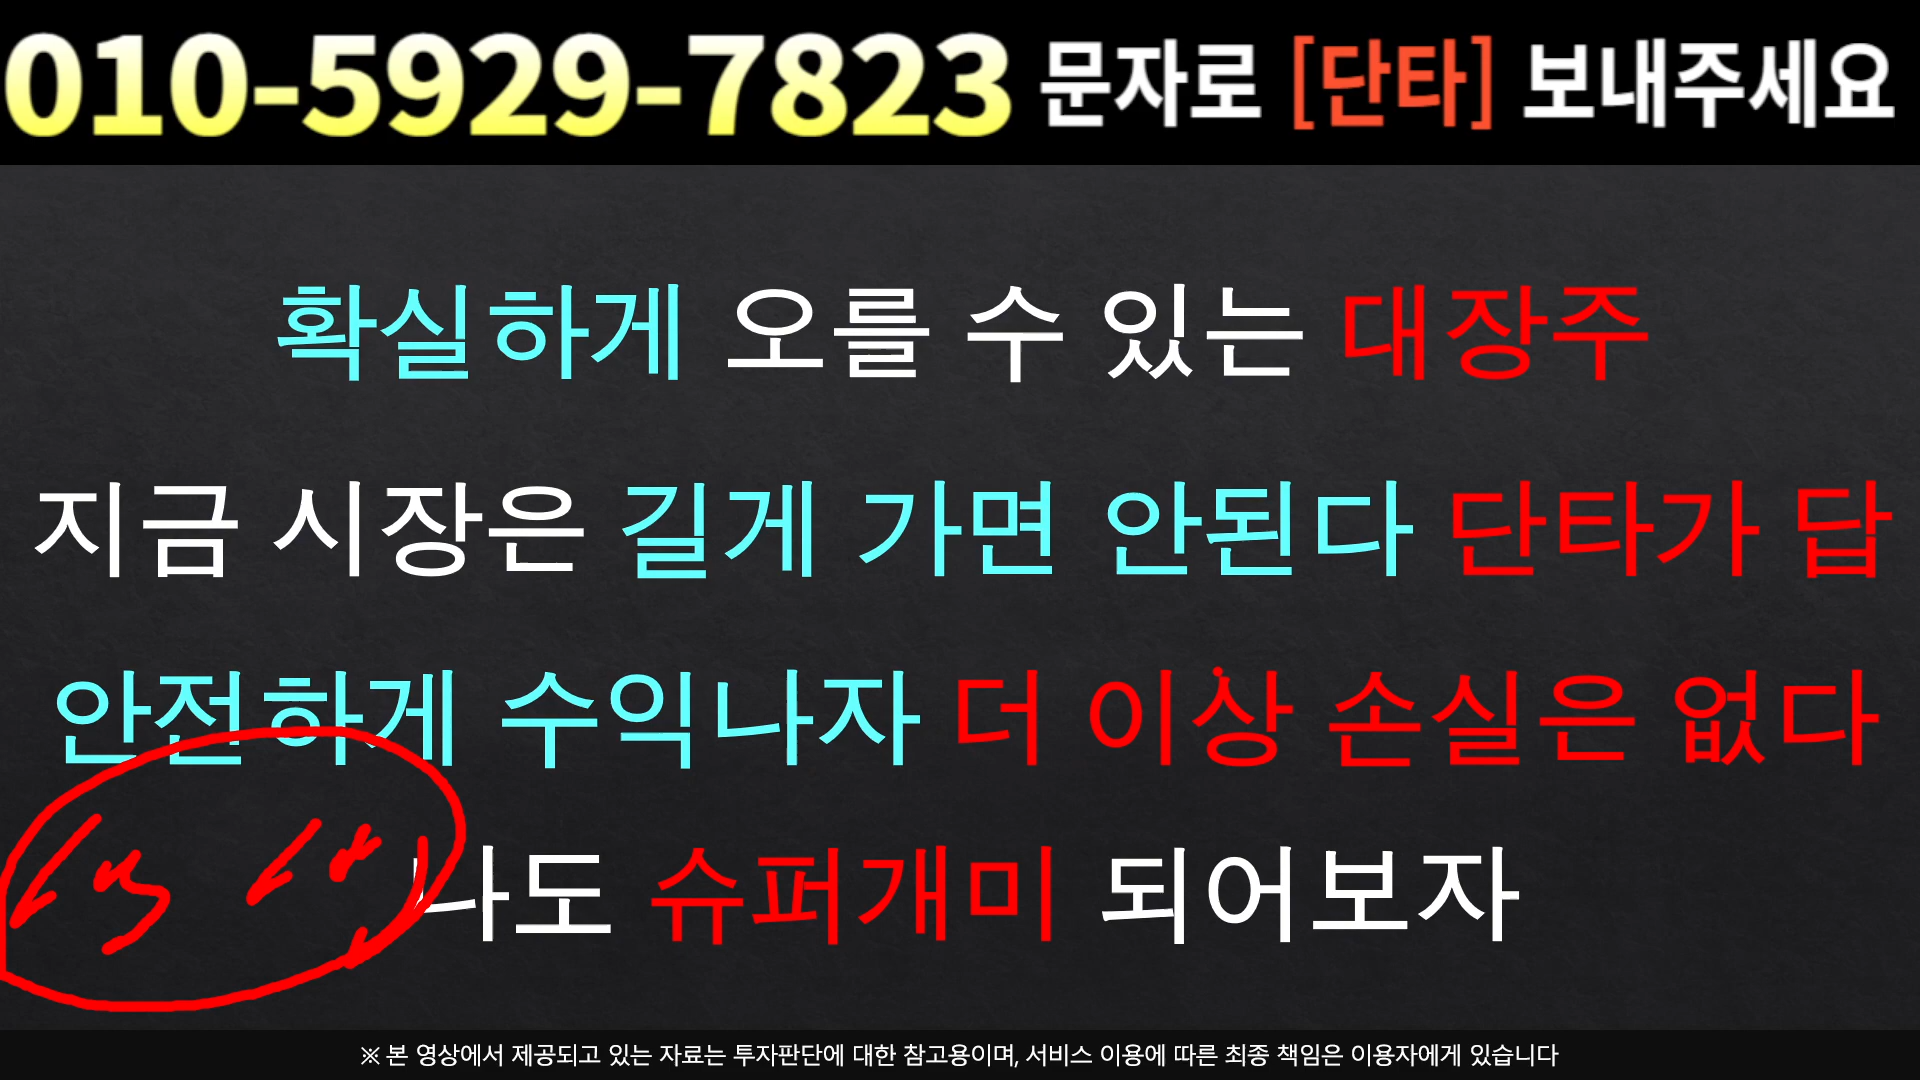 010-5929-7823 문자로 [단타] 보내주세요
확실하게 오를 수 있는 대장주
지금 시장은 길게 가면 안된다 단타가 답
안전하게 수익나자 더 이상 손실은 없다
나도 슈퍼개미 되어보자
※ 본 영상에서 제공되고 있는 자료는 투자판단에 대한 참고용이며, 서비스 이용에 따른 최종 책임은 이용자에게 있습니다